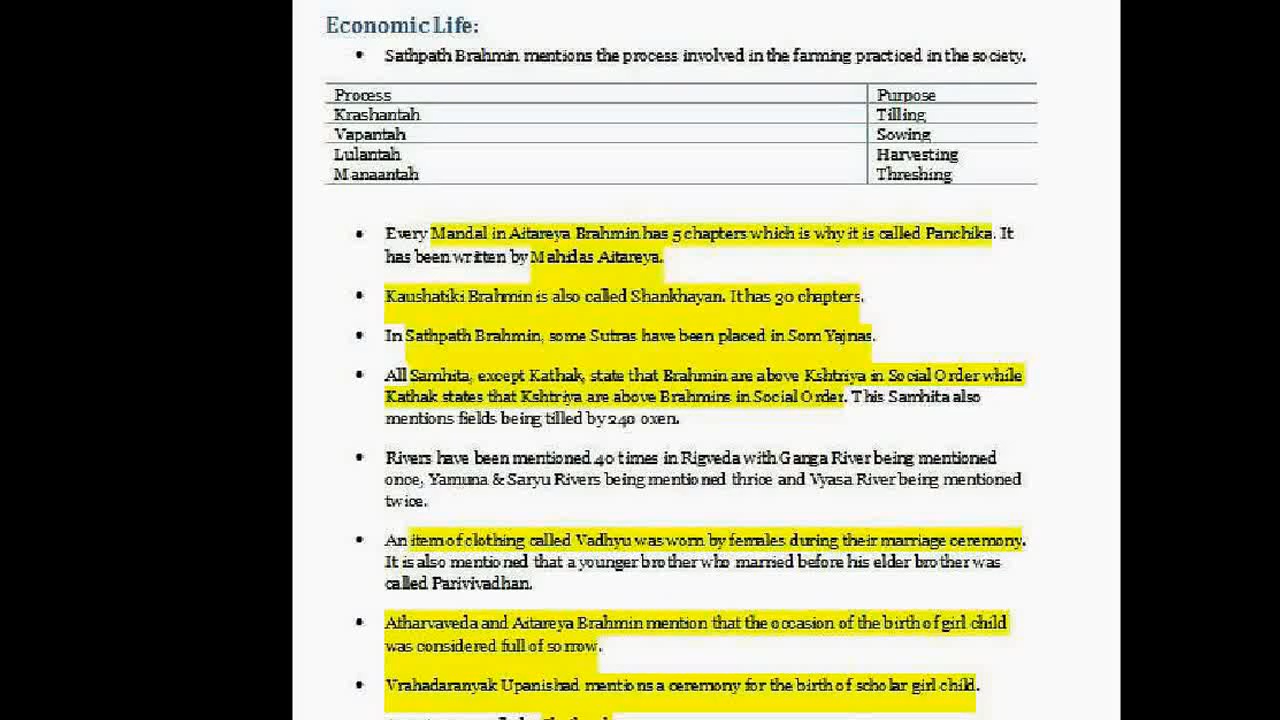 Economic Life:
• Sathpath Brahmin mentions the process involved in the farming practiced in the society.
Process Purpose
Krashantah Tilling
Vapantah Sowing
Lulantah Harvesting
Manaantah Threshing
• Every Mandal in Aitareya Brahmin has 5 chapters which is why it is called Panchika. It
has been written by Mahidas Aitareya.
• Kaushatiki Brahmin is also called Shankhayan. It has 30 chapters.
• In Sathpath Brahmin, some Sutras have been placed in Som Yajnas.
• All Samhita, except Kathak, state that Brahmin are above Kshtriya in Social Order while
Kathak states that Kshtriya are above Brahmins in Social Order. This Samhita also
mentions fields being tilled by 240 oxen.
• Rivers have been mentioned 40 times in Rigveda with Ganga River being mentioned
once, Yamuna & Saryu Rivers being mentioned thrice and Vyasa River being mentioned
twice.
• An item of clothing called Vadhyu was worn by females during their marriage ceremony.
It is also mentioned that a younger brother who married before his elder brother was
called Parivivadhan.
• Atharvaveda and Aitareya Brahmin mention that the occasion of the birth of girl child
was considered full of sorrow.
• Vrahadaranyak Upanishad mentions a ceremony for the birth of scholar girl child.